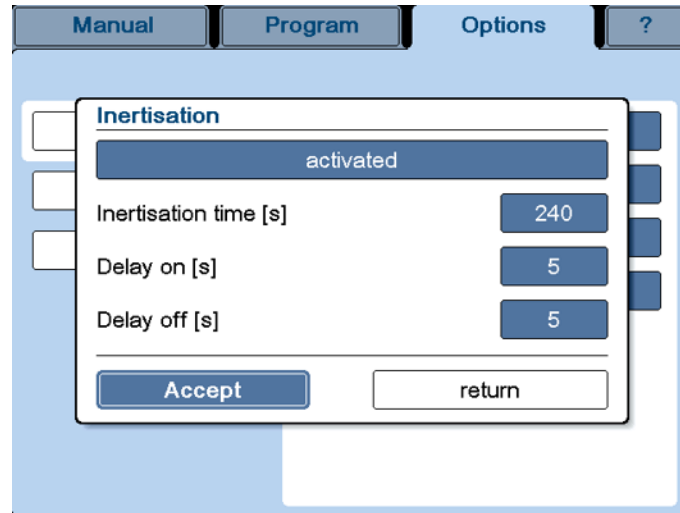 Manual Program Options ?
Inertisation
activated
Inertisation time [s] 240
Delay on [s] 5
Delay off [s] 5
Accept return